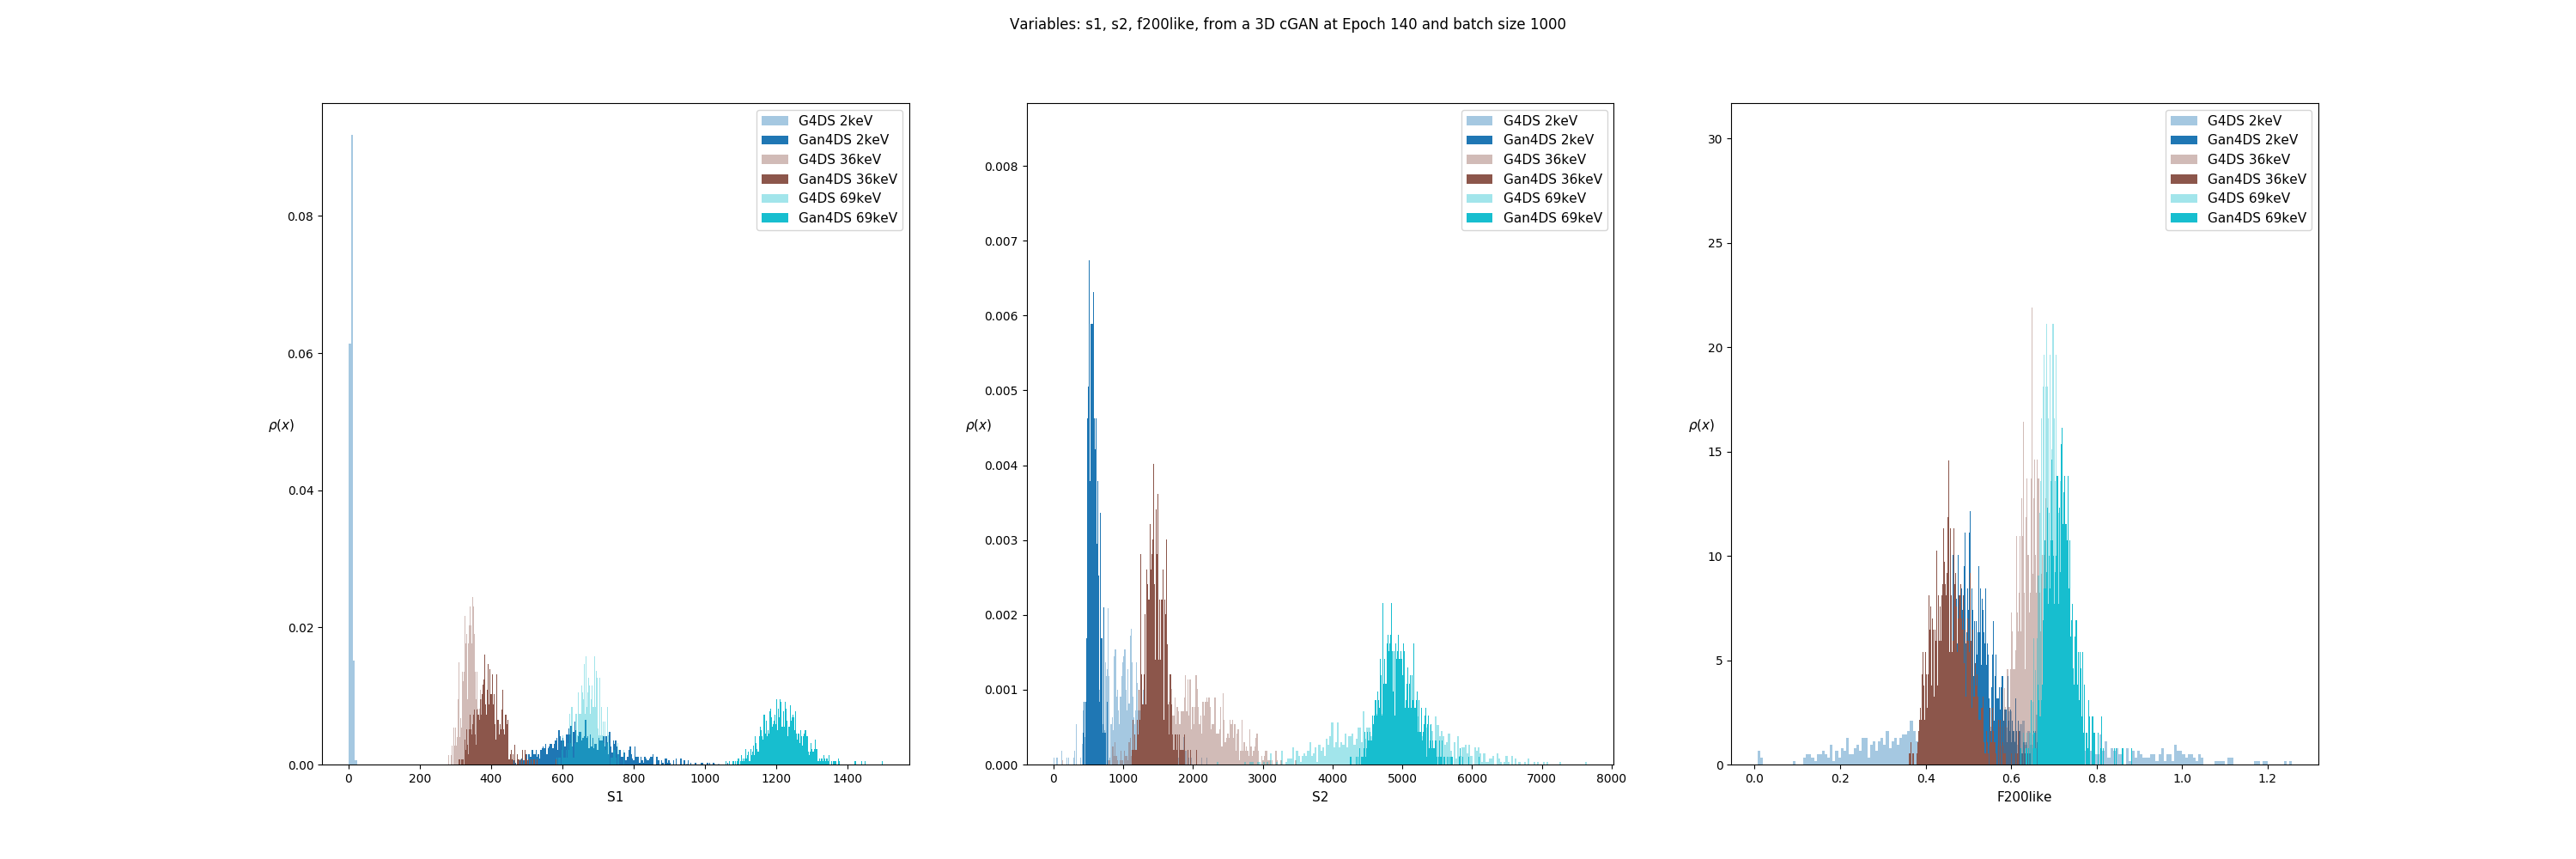 Variables: s1, s2, f200like, from a 3D cGAN at Epoch 140 and batch size 1000
G4DS 2keV
Gan4DS 2keV
G4DS 36keV
Gan4DS 36keV
G4DS 69keV
Gan4DS 69keV
0.08
0.06
0.04
0.02
0.00
ρ(x)
0 200 400 600 800 1000 1200 1400
S1
G4DS 2keV
Gan4DS 2keV
G4DS 36keV
Gan4DS 36keV
G4DS 69keV
Gan4DS 69keV
0.008
0.007
0.006
0.005
0.004
0.003
0.002
0.001
0.000
ρ(x)
0 1000 2000 3000 4000 5000 6000 7000 8000
S2
G4DS 2keV
Gan4DS 2keV
G4DS 36keV
Gan4DS 36keV
G4DS 69keV
Gan4DS 69keV
30
25
20
15
10
5
0
ρ(x)
0.0 0.2 0.4 0.6 0.8 1.0 1.2
F200like